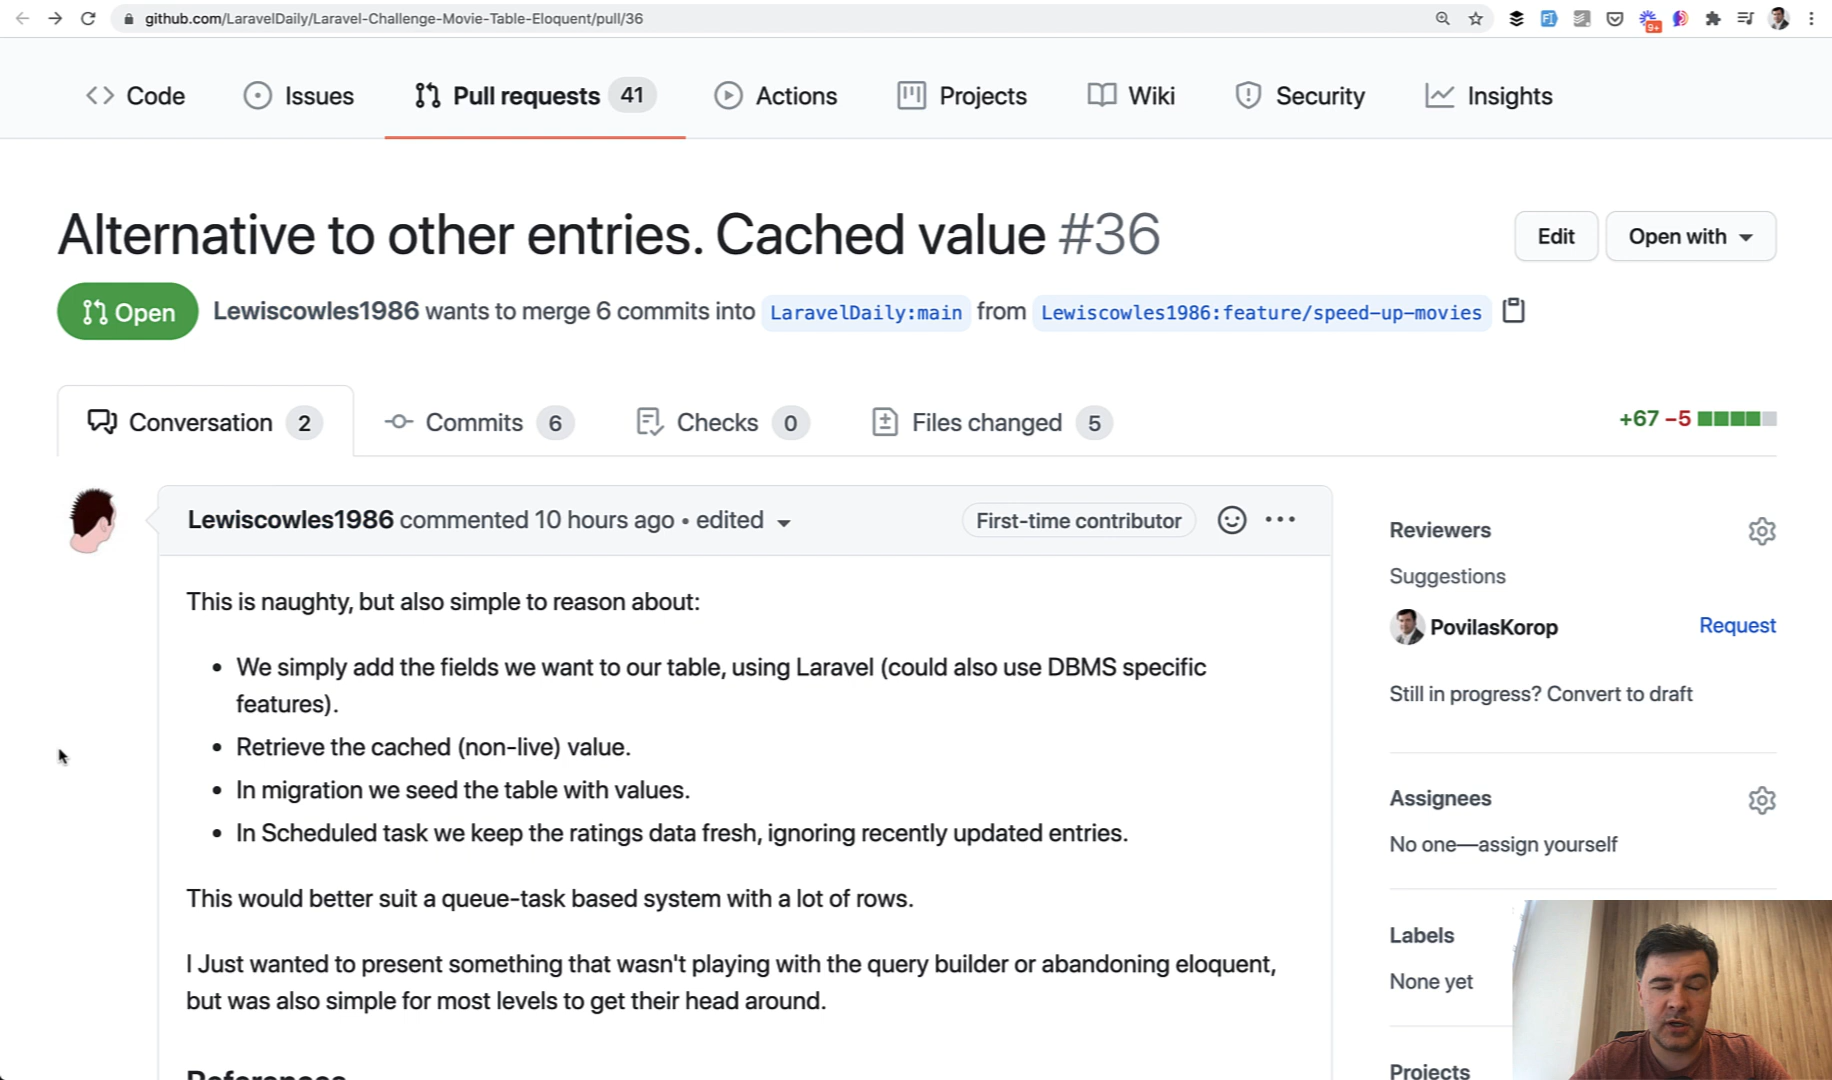 github.com/LaravelDaily/Laravel-Challenge-Movie-Table-Eloquent/pull/36
9+
Code
Issues
Pull requests 41
Actions
Projects
Wiki
Security
Insights
Alternative to other entries. Cached value #36
Edit
Open with
Open
Lewiscowles1986 wants to merge 6 commits into LaravelDaily:main from Lewiscowles1986:feature/speed-up-movies
Conversation 2
Commits 6
Checks 0
Files changed 5
+67 −5
Lewiscowles1986 commented 10 hours ago • edited
First-time contributor
This is naughty, but also simple to reason about:
• We simply add the fields we want to our table, using Laravel (could also use DBMS specific
features).
• Retrieve the cached (non-live) value.
• In migration we seed the table with values.
• In Scheduled task we keep the ratings data fresh, ignoring recently updated entries.
This would better suit a queue-task based system with a lot of rows.
I Just wanted to present something that wasn't playing with the query builder or abandoning eloquent,
but was also simple for most levels to get their head around.
References
Reviewers
Suggestions
PovilasKorop
Request
Still in progress? Convert to draft
Assignees
No one—assign yourself
Labels
None yet
Projects